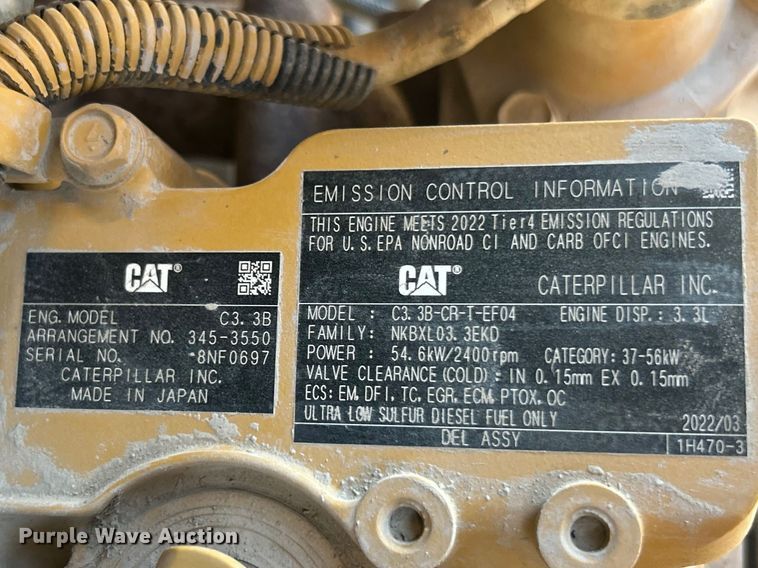 CAT®
ENG. MODEL C3.3B
ARRANGEMENT NO. 345-3550
SERIAL NO. 8NF0697
CATERPILLAR INC.
MADE IN JAPAN
EMISSION CONTROL INFORMATION
THIS ENGINE MEETS 2022 Tier4 EMISSION REGULATIONS
FOR U.S.EPA NONROAD CI AND CARB OFCI ENGINES.
CAT® CATERPILLAR INC.
MODEL : C3.3B-CR-T-EF04 ENGINE DISP.: 3.3L
FAMILY: NKBXL03.3EKD
POWER : 54.6kW/2400rpm CATEGORY: 37-56kW
VALVE CLEARANCE (COLD) : IN 0.15mm EX 0.15mm
ECS: EM, DFI, TC, EGR, ECM, PTOX, OC
ULTRA LOW SULFUR DIESEL FUEL ONLY 2022/03
DEL ASSY 1H470-3
Purple Wave Auction